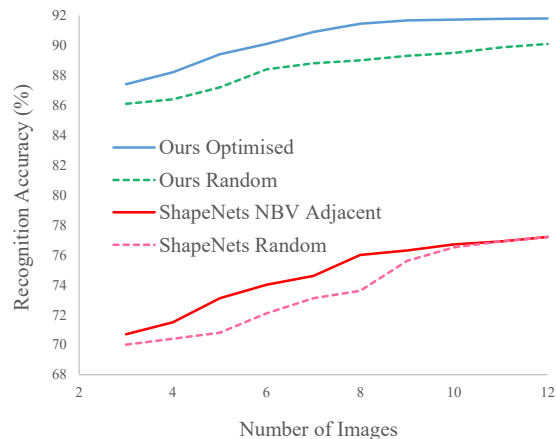 92
90
88
86
84
82
80
78
76
74
72
70
68
Recognition Accuracy (%)
Ours Optimised
Ours Random
ShapeNets NBV Adjacent
ShapeNets Random
2 4 6 8 10 12
Number of Images